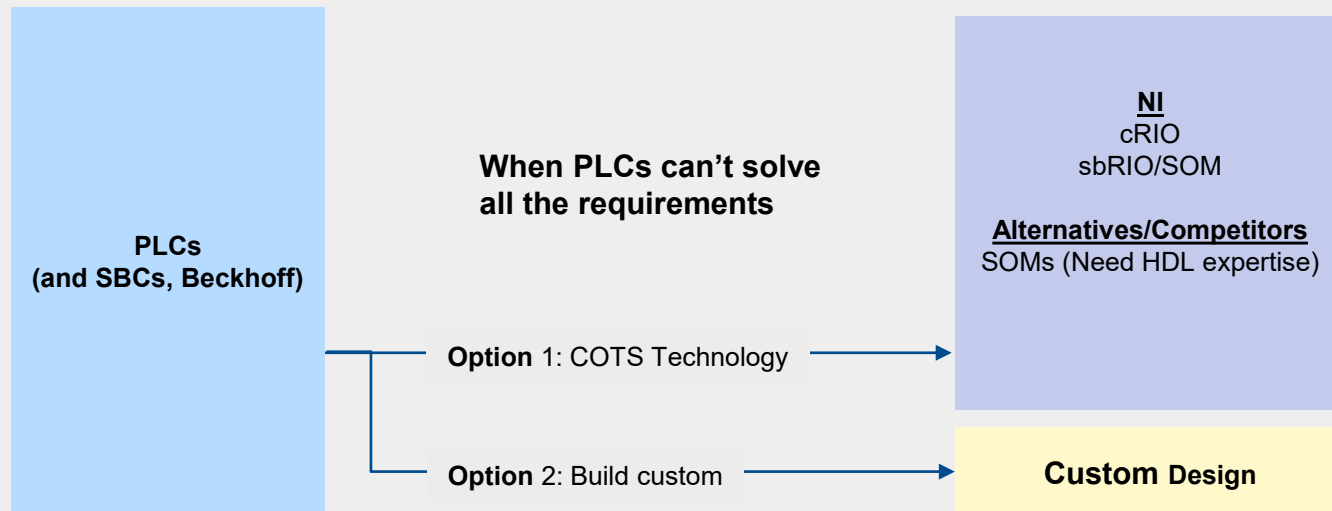 PLCs
(and SBCs, Beckhoff)
When PLCs can’t solve
all the requirements
Option 1: COTS Technology
Option 2: Build custom
NI
cRIO
sbRIO/SOM
Alternatives/Competitors
SOMs (Need HDL expertise)
Custom Design